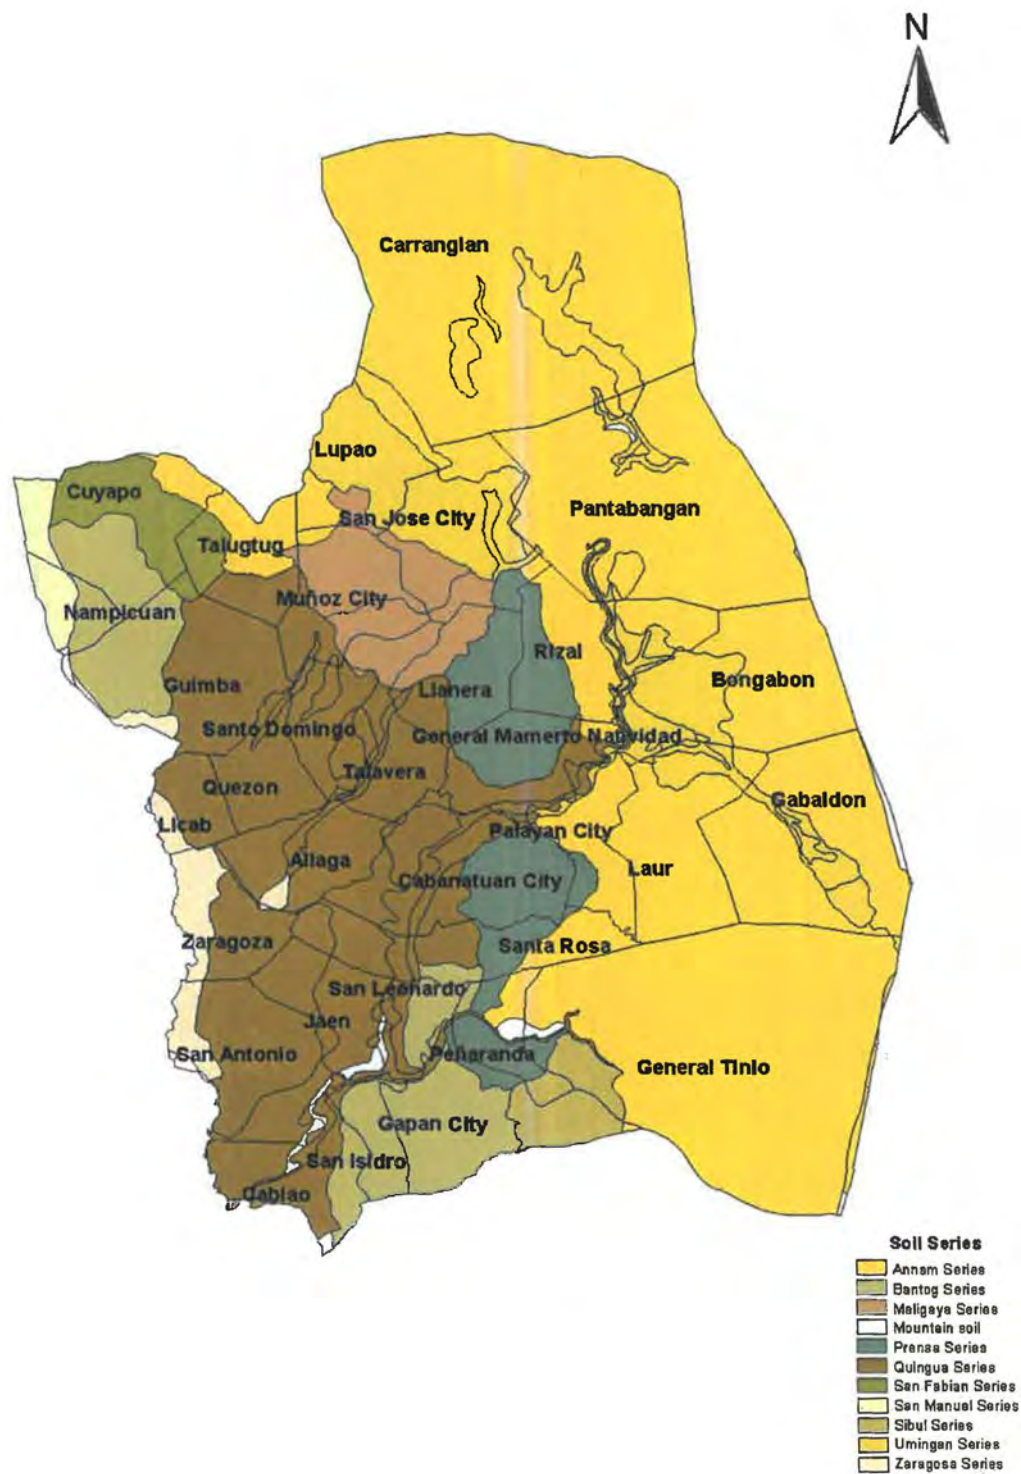 N
Carranglan
Lupao
Cuyapo
San Jose City
Pantabangan
Talugtug
Muñoz City
Nampicuan
Rizal
Bongabon
Guimba
Llanera
Santo Domingo
General Mamerto Natividad
Talavera
Quezon
Gabaldon
Licab
Palayan City
Aliaga
Laur
Cabanatuan City
Zaragoza
Santa Rosa
San Leonardo
Jaen
San Antonio
Peñaranda
General Tinio
Gapan City
San Isidro
Cabiao
Soil Series
Annam Series
Bantog Series
Maligaya Series
Mountain soil
Prensa Series
Quingua Series
San Fabian Series
San Manuel Series
Sibul Series
Umingan Series
Zaragosa Series